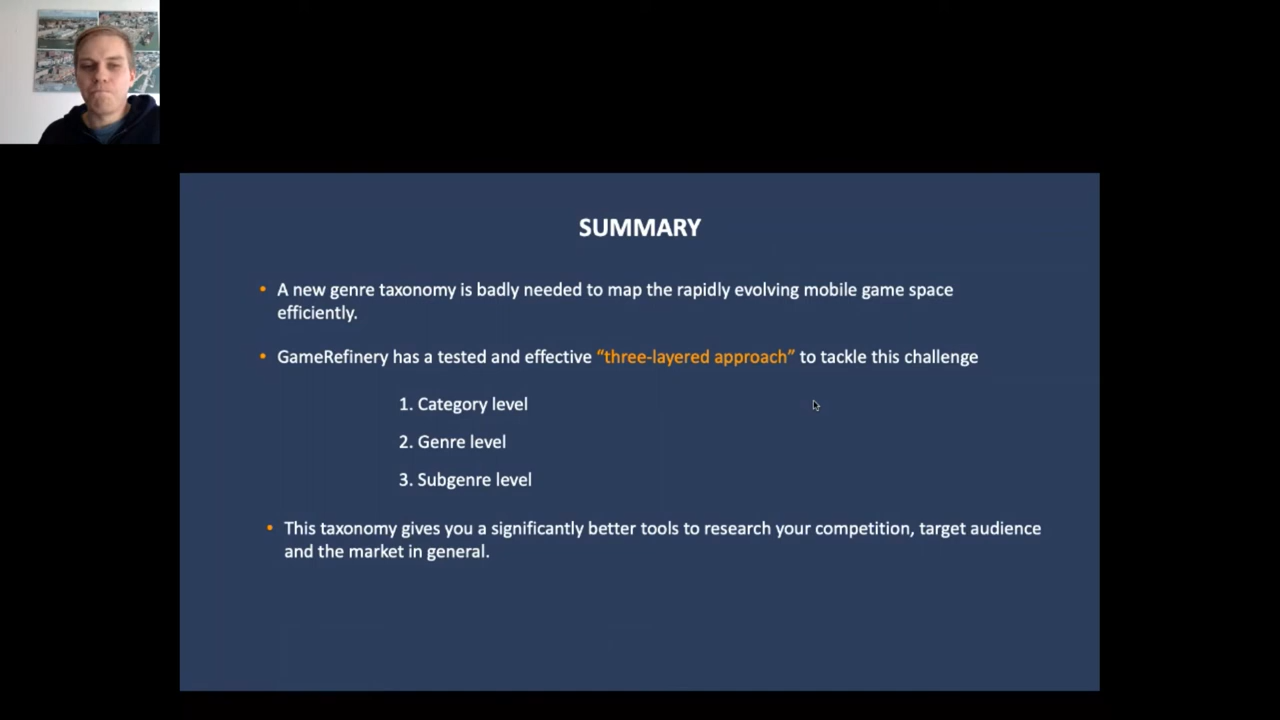 SUMMARY
• A new genre taxonomy is badly needed to map the rapidly evolving mobile game space
efficiently.
• GameRefinery has a tested and effective “three-layered approach” to tackle this challenge
1. Category level
2. Genre level
3. Subgenre level
• This taxonomy gives you a significantly better tools to research your competition, target audience
and the market in general.